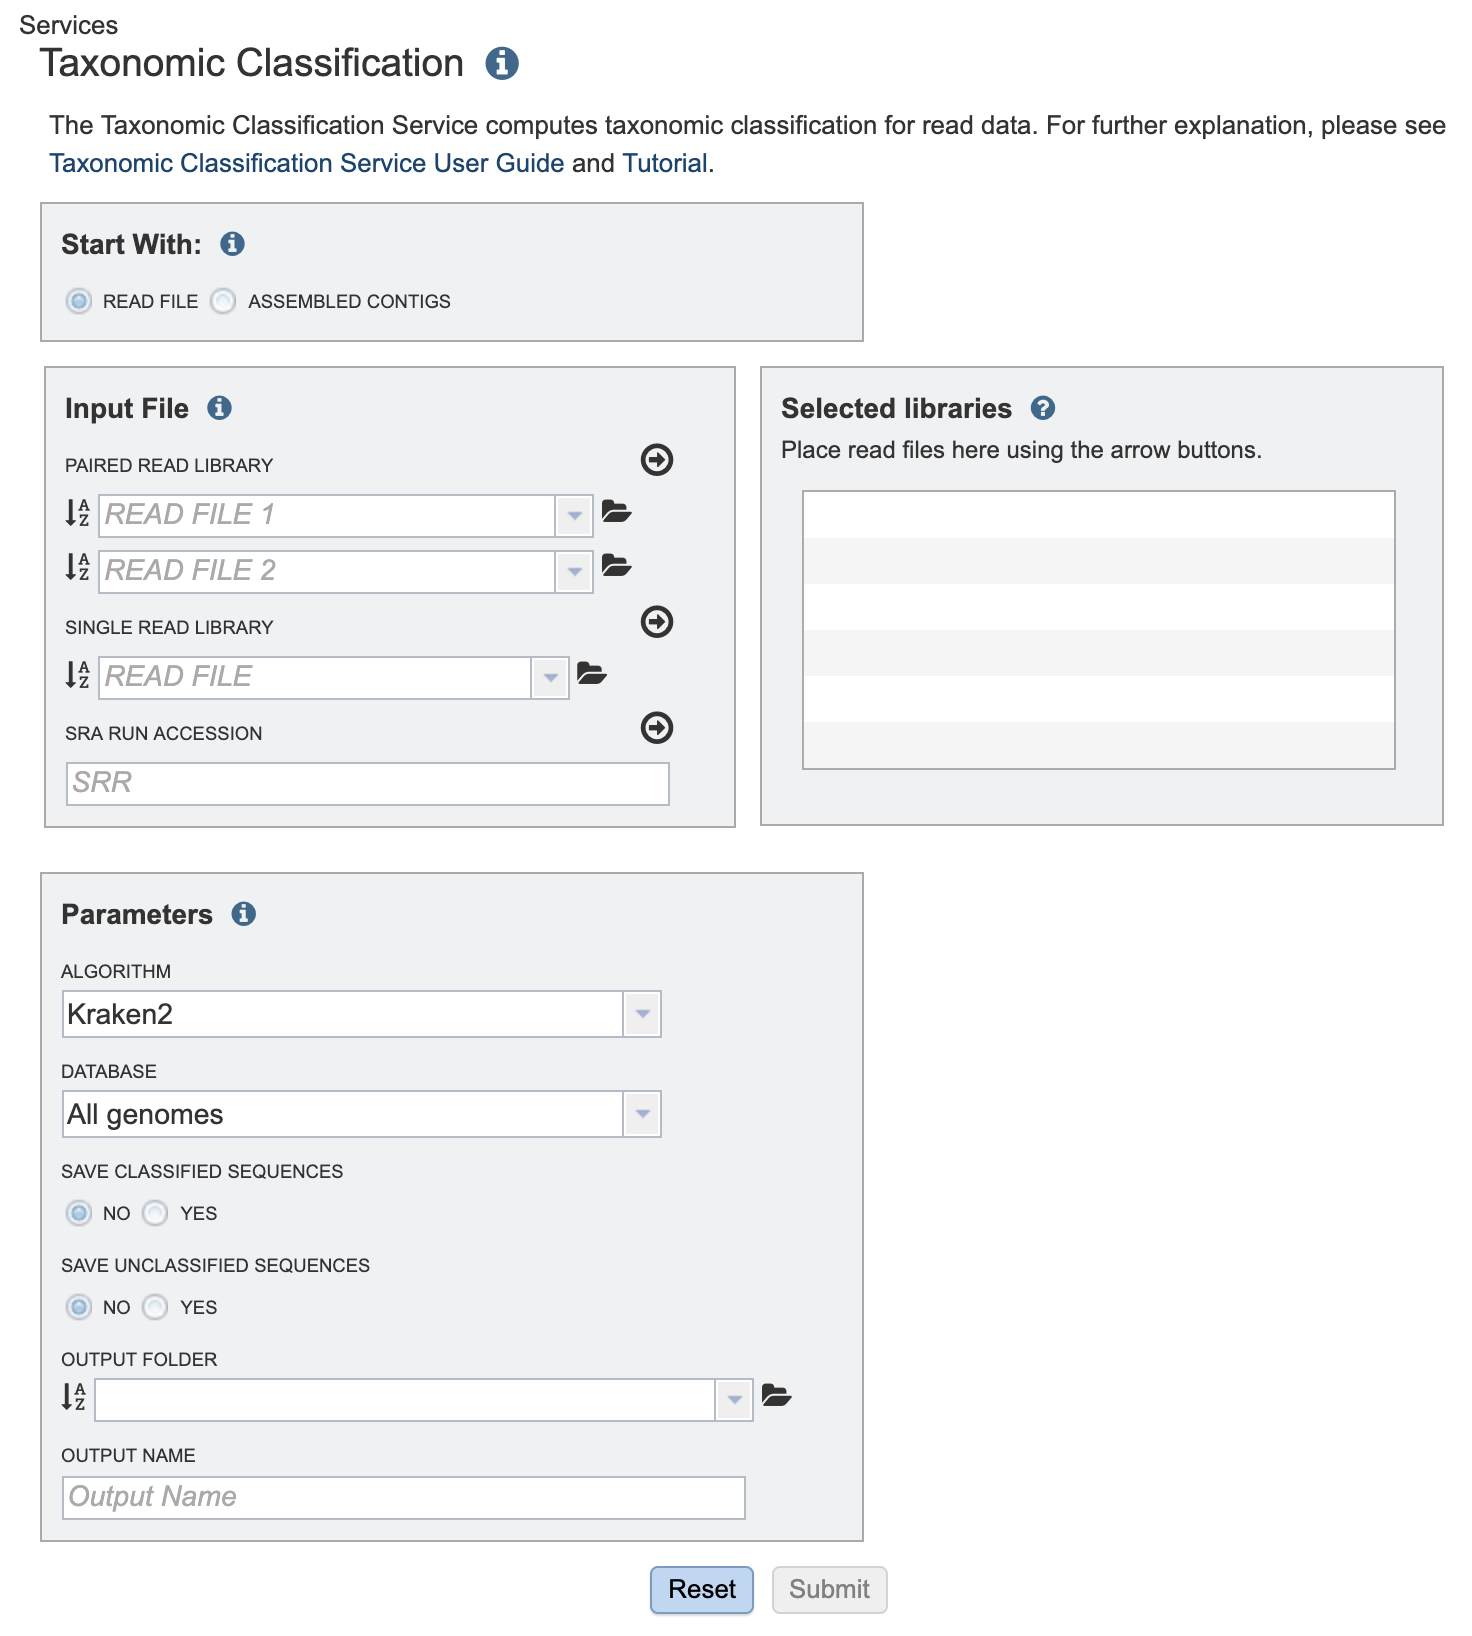 Services
Taxonomic Classification
The Taxonomic Classification Service computes taxonomic classification for read data. For further explanation, please see
Taxonomic Classification Service User Guide and Tutorial.
Start With:
READ FILE ASSEMBLED CONTIGS
Input File
PAIRED READ LIBRARY
READ FILE 1
READ FILE 2
SINGLE READ LIBRARY
READ FILE
SRA RUN ACCESSION
SRR
Selected libraries
Place read files here using the arrow buttons.
Parameters
ALGORITHM
Kraken2
DATABASE
All genomes
SAVE CLASSIFIED SEQUENCES
NO YES
SAVE UNCLASSIFIED SEQUENCES
NO YES
OUTPUT FOLDER
OUTPUT NAME
Output Name
Reset Submit